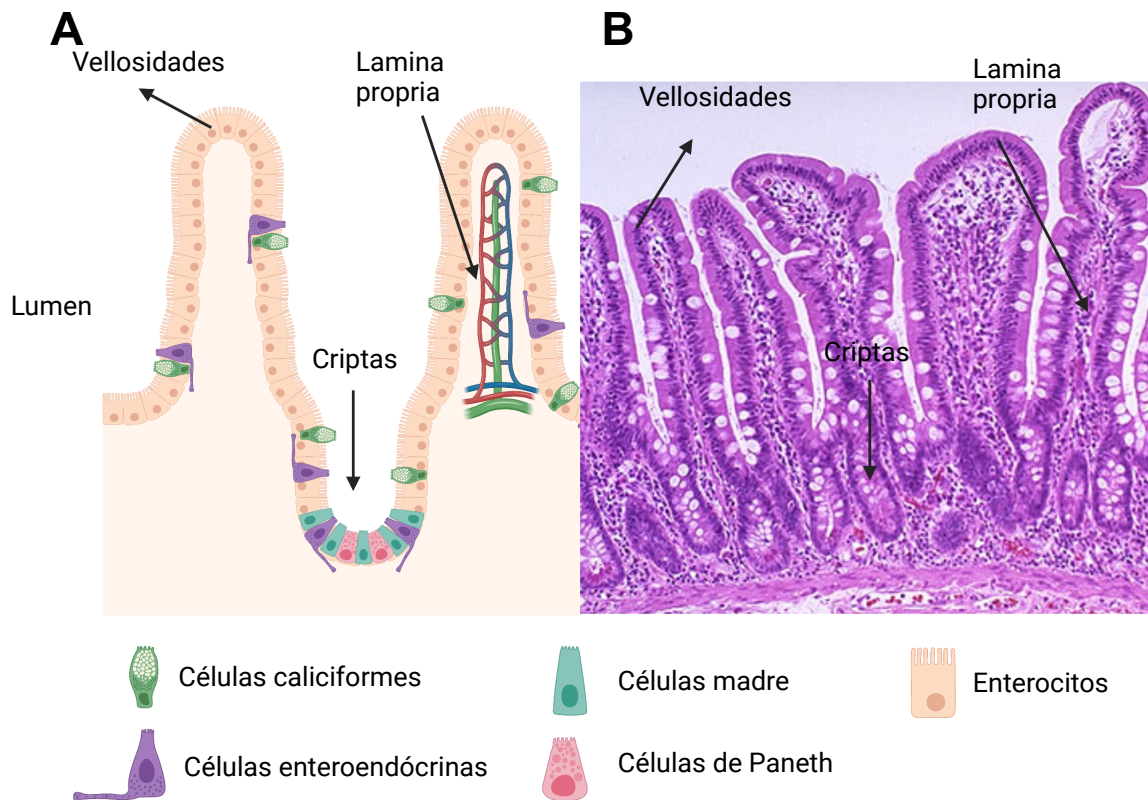 A
Vellosidades
Lamina
propria
Lumen
Criptas
B
Vellosidades
Lamina
propria
Criptas
Células caliciformes
Células madre
Enterocitos
Células enteroendócrinas
Células de Paneth